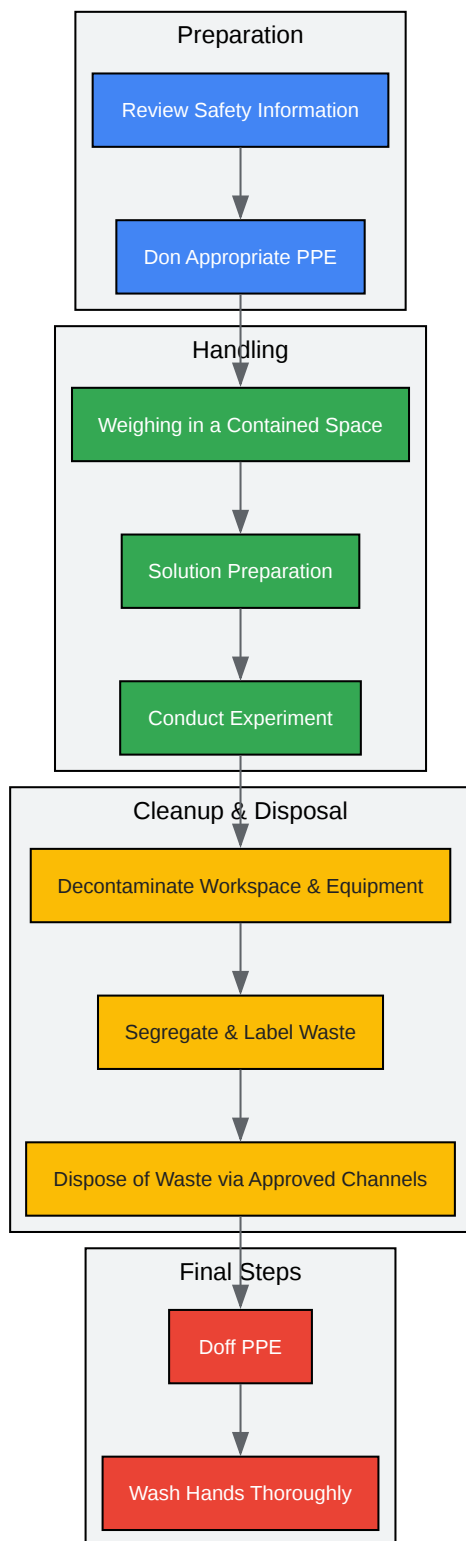 Preparation
Review Safety Information
Don Appropriate PPE
Handling
Weighing in a Contained Space
Solution Preparation
Conduct Experiment
Cleanup & Disposal
Decontaminate Workspace & Equipment
Segregate & Label Waste
Dispose of Waste via Approved Channels
Final Steps
Doff PPE
Wash Hands Thoroughly